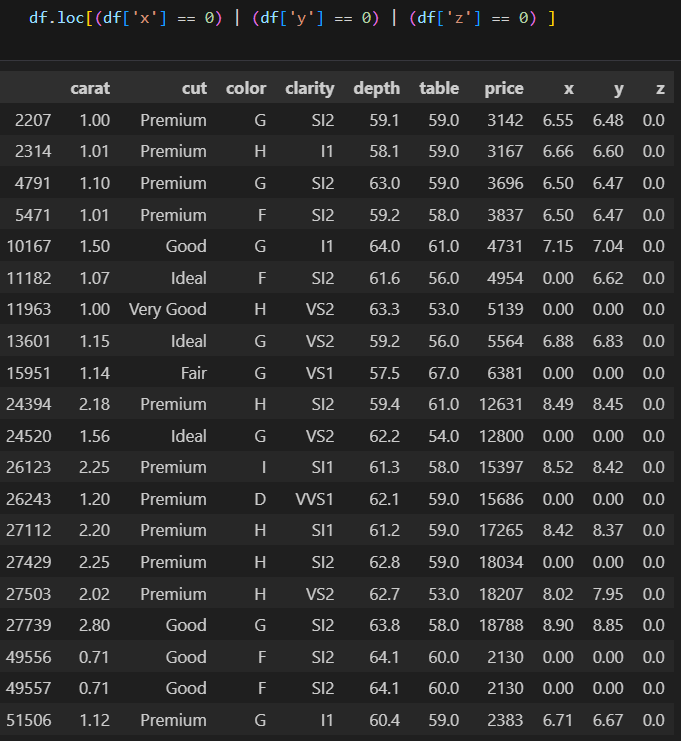 df.loc[(df['x'] == 0) | (df['y'] == 0) | (df['z'] == 0) ]
carat cut color clarity depth table price x y z
2207 1.00 Premium G SI2 59.1 59.0 3142 6.55 6.48 0.0
2314 1.01 Premium H I1 58.1 59.0 3167 6.66 6.60 0.0
4791 1.10 Premium G SI2 63.0 59.0 3696 6.50 6.47 0.0
5471 1.01 Premium F SI2 59.2 58.0 3837 6.50 6.47 0.0
10167 1.50 Good G I1 64.0 61.0 4731 7.15 7.04 0.0
11182 1.07 Ideal F SI2 61.6 56.0 4954 0.00 6.62 0.0
11963 1.00 Very Good H VS2 63.3 53.0 5139 0.00 0.00 0.0
13601 1.15 Ideal G VS2 59.2 56.0 5564 6.88 6.83 0.0
15951 1.14 Fair G VS1 57.5 67.0 6381 0.00 0.00 0.0
24394 2.18 Premium H SI2 59.4 61.0 12631 8.49 8.45 0.0
24520 1.56 Ideal G VS2 62.2 54.0 12800 0.00 0.00 0.0
26123 2.25 Premium I SI1 61.3 58.0 15397 8.52 8.42 0.0
26243 1.20 Premium D VVS1 62.1 59.0 15686 0.00 0.00 0.0
27112 2.20 Premium H SI1 61.2 59.0 17265 8.42 8.37 0.0
27429 2.25 Premium H SI2 62.8 59.0 18034 0.00 0.00 0.0
27503 2.02 Premium H VS2 62.7 53.0 18207 8.02 7.95 0.0
27739 2.80 Good G SI2 63.8 58.0 18788 8.90 8.85 0.0
49556 0.71 Good F SI2 64.1 60.0 2130 0.00 0.00 0.0
49557 0.71 Good F SI2 64.1 60.0 2130 0.00 0.00 0.0
51506 1.12 Premium G I1 60.4 59.0 2383 6.71 6.67 0.0